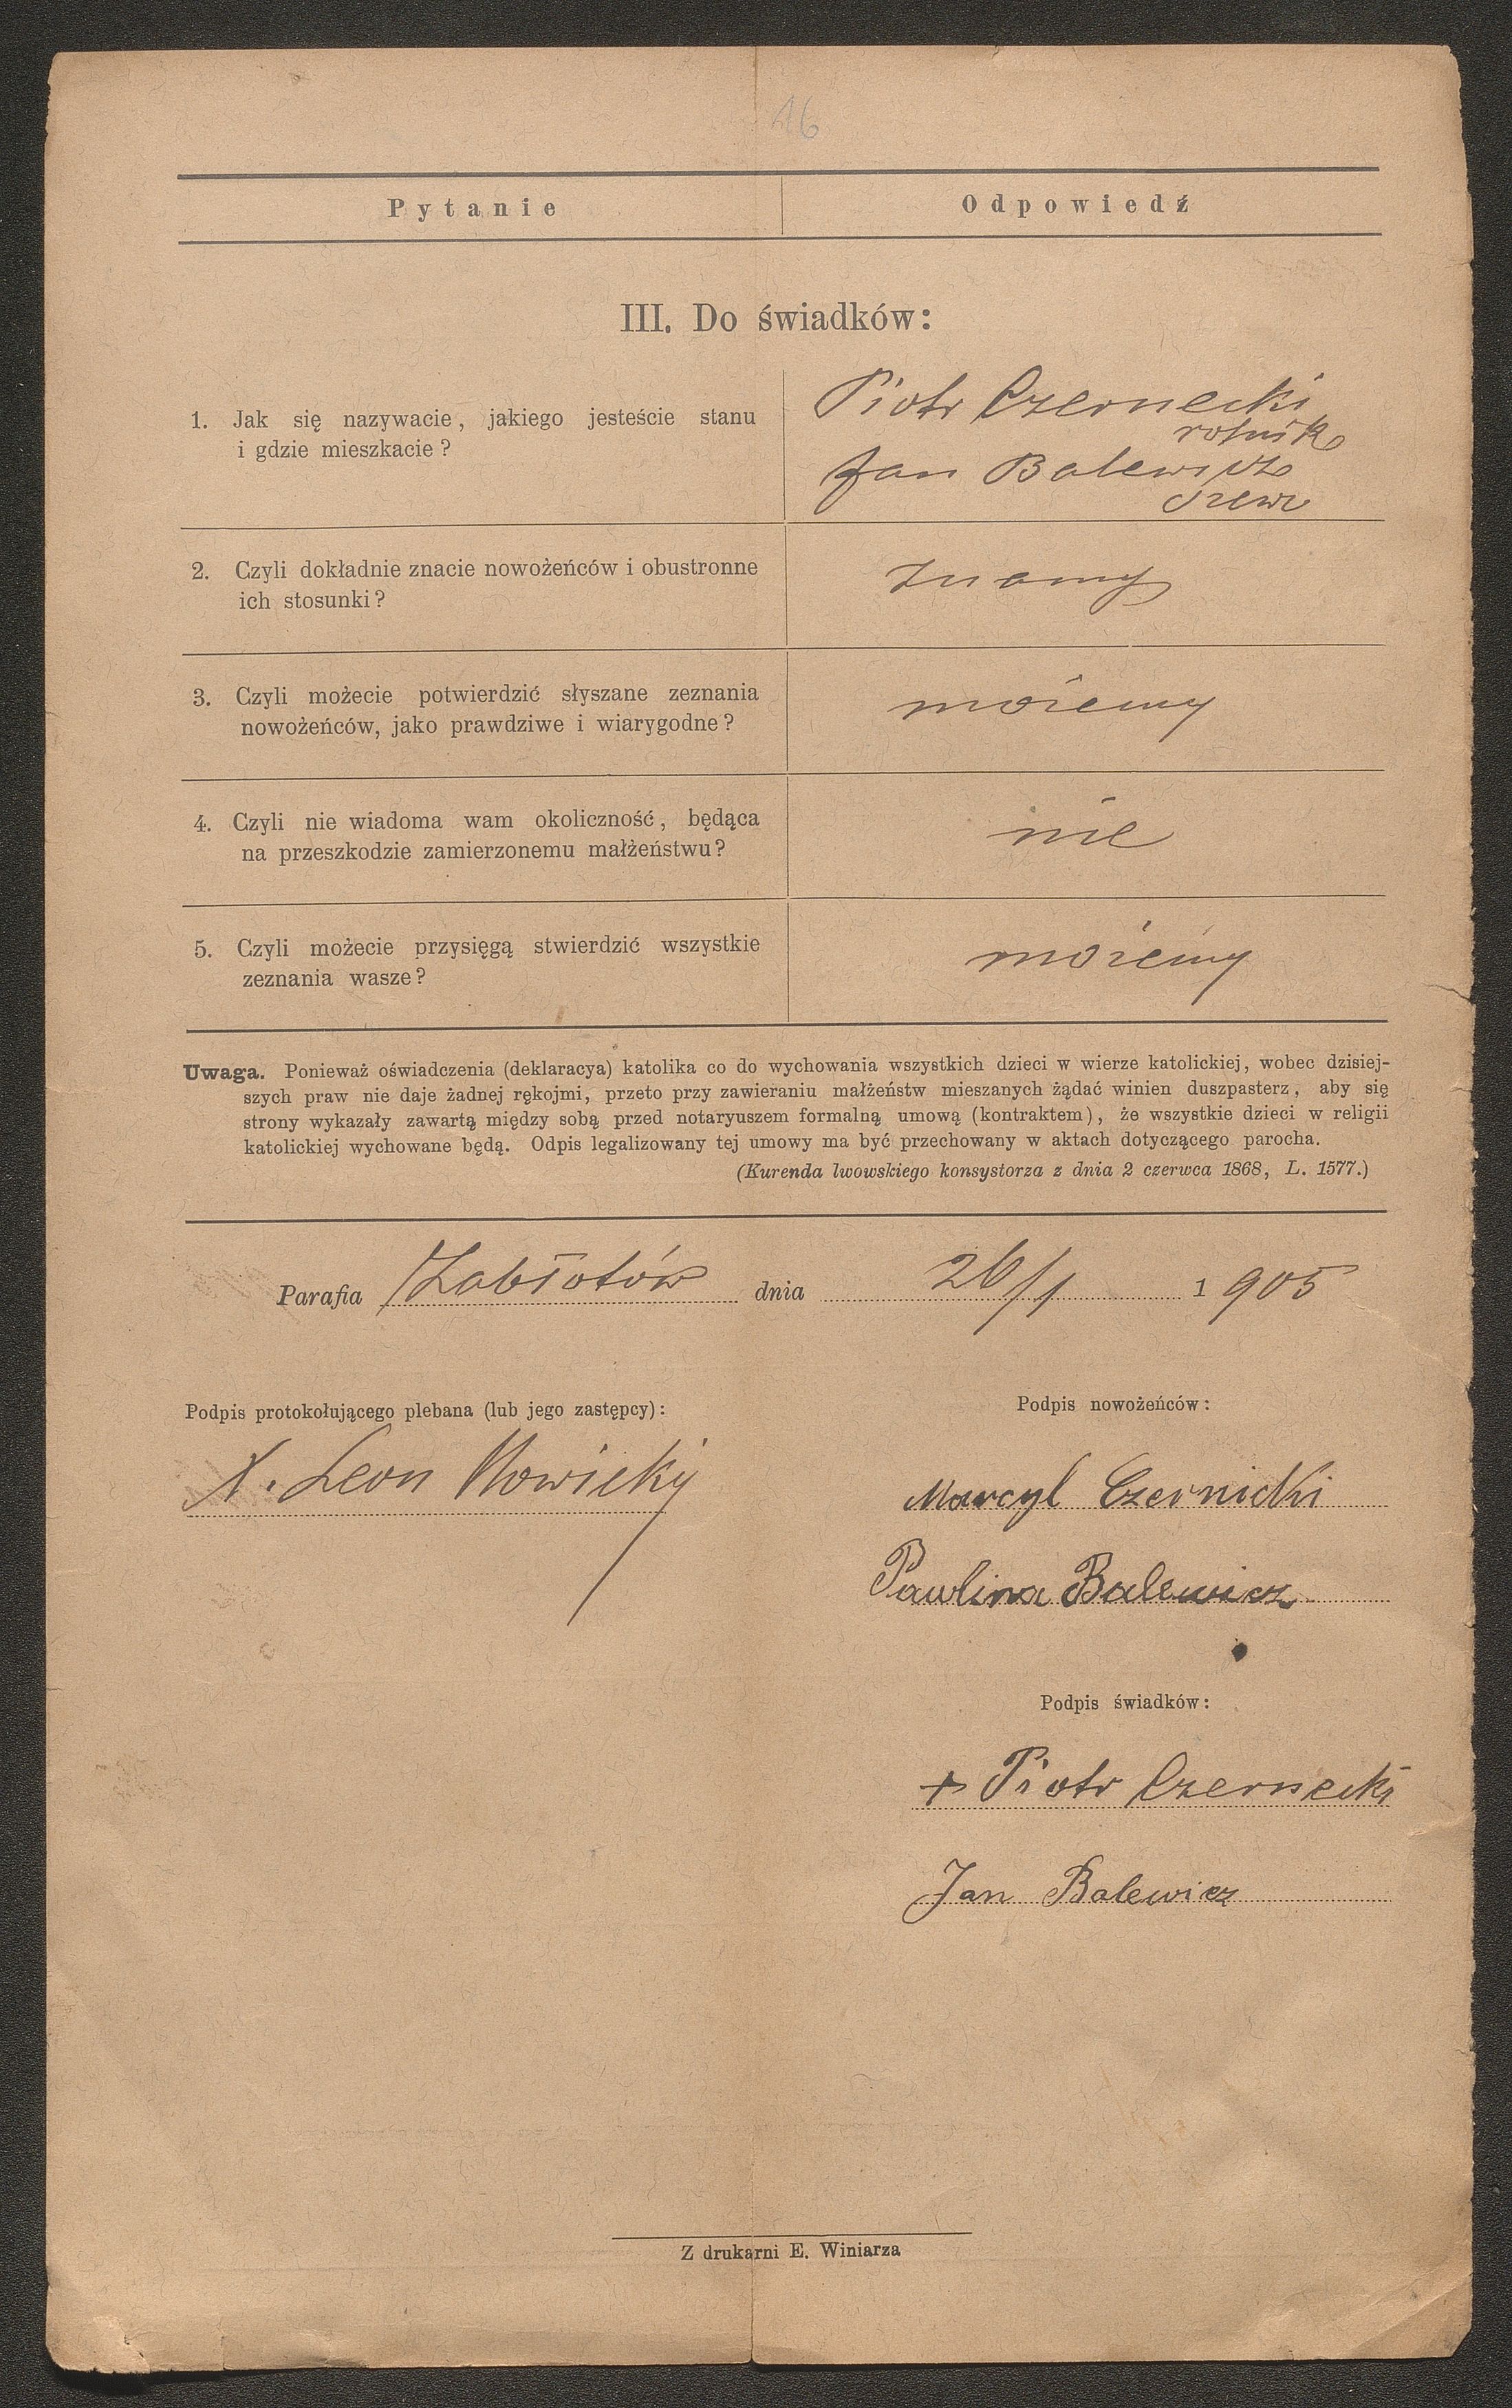 16
Pytanie
Odpowiedź
III. Do świadków:
1. Jak się nazywacie, jakiego jesteście stanu
i gdzie mieszkacie?
Piotr Czernecki
rolnik
Jan Balewicz
szewc
2. Czyli dokładnie znacie nowożeńców i obustronne
ich stosunki?
znamy
3. Czyli możecie potwierdzić słyszane zeznania
nowożeńców, jako prawdziwe i wiarygodne?
możemy
4. Czyli nie wiadoma wam okoliczność, będąca
na przeszkodzie zamierzonemu małżeństwu?
nie
5. Czyli możecie przysięgą stwierdzić wszystkie
zeznania wasze?
możemy
Uwaga. Ponieważ oświadczenia (deklaracya) katolika co do wychowania wszystkich dzieci w wierze katolickiej, wobec dzisiej-
szych praw nie daje żadnej rękojmi, przeto przy zawieraniu małżeństw mieszanych żądać winien duszpasterz, aby się
strony wykazały zawartą między sobą przed notaryuszem formalną umową (kontraktem), że wszystkie dzieci w religii
katolickiej wychowane będą. Odpis legalizowany tej umowy ma być przechowany w aktach dotyczącego parocha.
(Kurenda lwowskiego konsystorza z dnia 2 czerwca 1868, L. 1577.)
Parafia Zabłotów dnia 26/1 1905
Podpis protokołującego plebana (lub jego zastępcy):
X. Leon Nowicky
Podpis nowożeńców:
Marcyl Czernicki
Paulina Balewicz
Podpis świadków:
+ Piotr Czernecki
Jan Balewicz
Z drukarni E. Winiarza